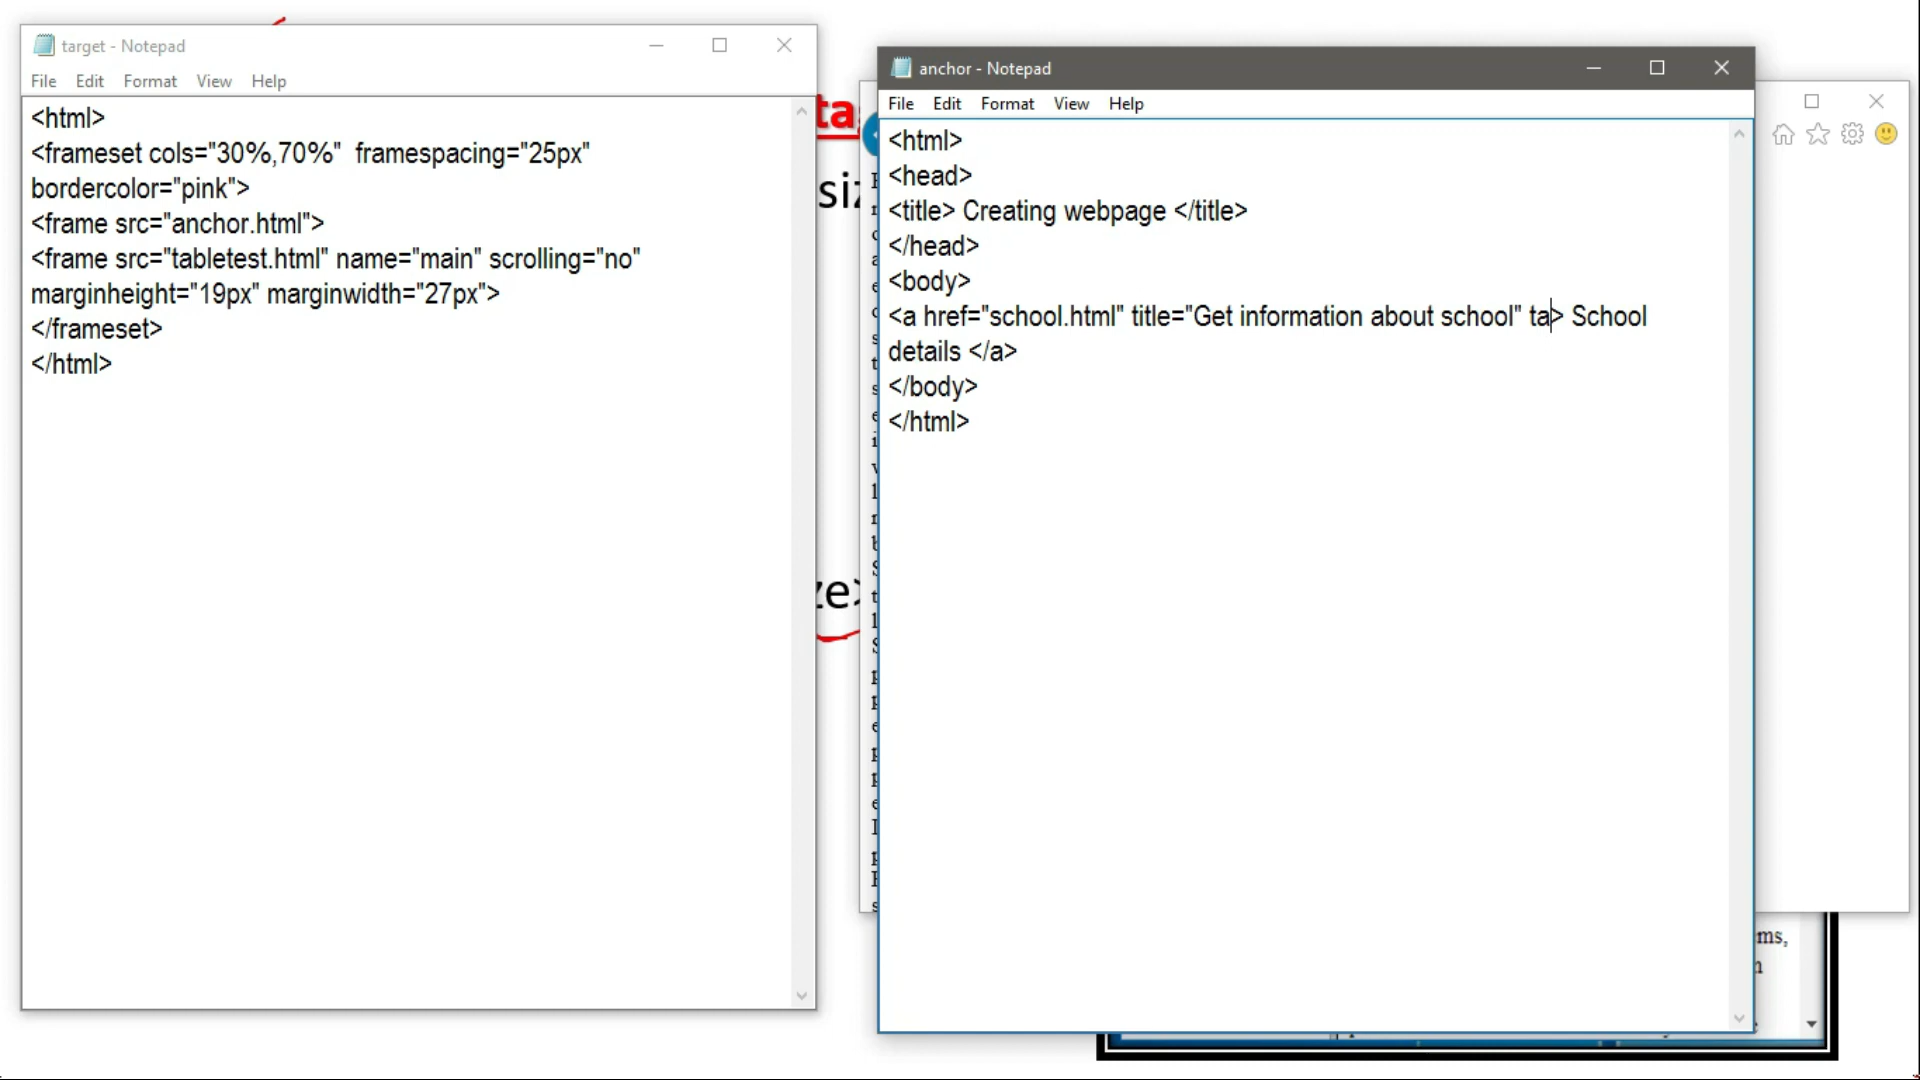 target - Notepad
File Edit Format View Help
<html>
<frameset cols="30%,70%"  framespacing="25px"
bordercolor="pink">
<frame src="anchor.html">
<frame src="tabletest.html" name="main" scrolling="no"
marginheight="19px" marginwidth="27px">
</frameset>
</html>
anchor - Notepad
File Edit Format View Help
<html>
<head>
<title> Creating webpage </title>
</head>
<body>
<a href="school.html" title="Get information about school" ta> School
details </a>
</body>
</html>
ms,